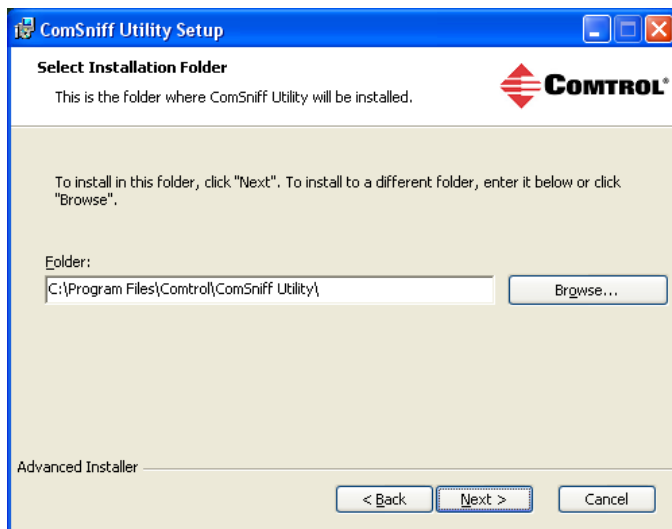 ComSniff Utility Setup
Select Installation Folder
This is the folder where ComSniff Utility will be installed.
COMTROL®
To install in this folder, click "Next". To install to a different folder, enter it below or click
"Browse".
Folder:
C:\Program Files\Comtrol\ComSniff Utility\
Browse...
Advanced Installer
< Back
Next >
Cancel